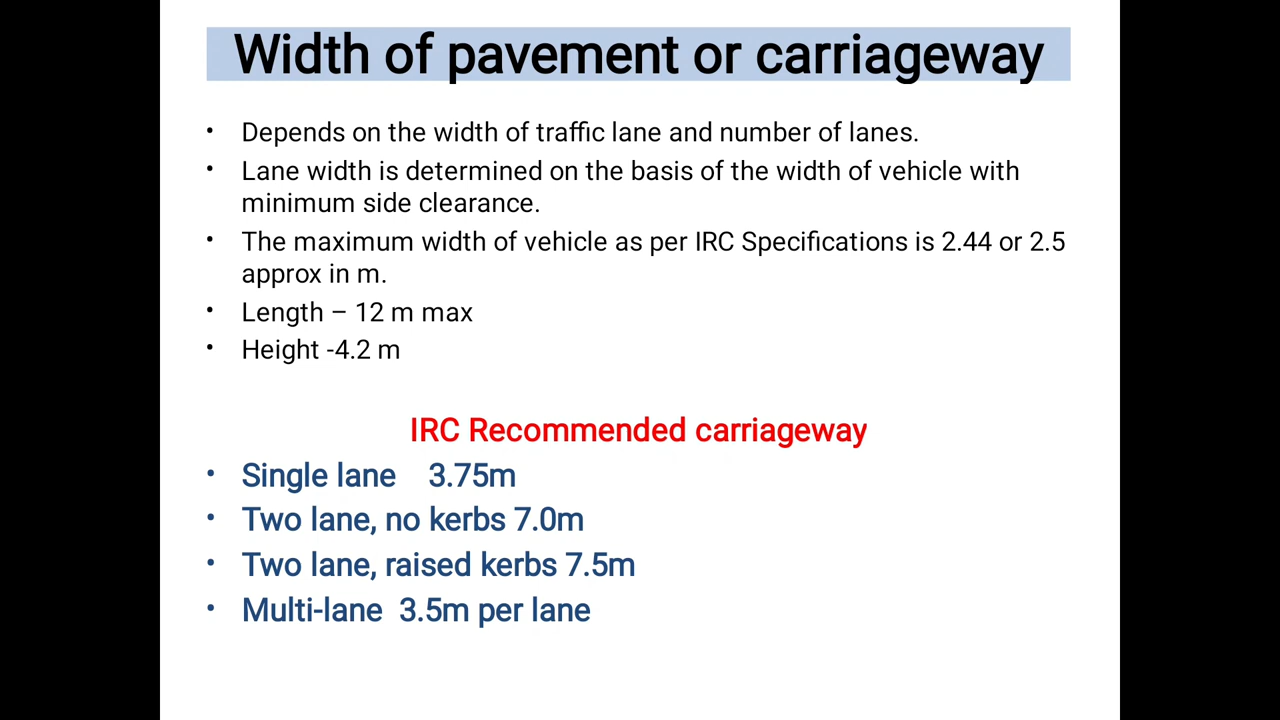 Width of pavement or carriageway
• Depends on the width of traffic lane and number of lanes.
• Lane width is determined on the basis of the width of vehicle with
minimum side clearance.
• The maximum width of vehicle as per IRC Specifications is 2.44 or 2.5
approx in m.
• Length – 12 m max
• Height -4.2 m
IRC Recommended carriageway
• Single lane 3.75m
• Two lane, no kerbs 7.0m
• Two lane, raised kerbs 7.5m
• Multi-lane 3.5m per lane